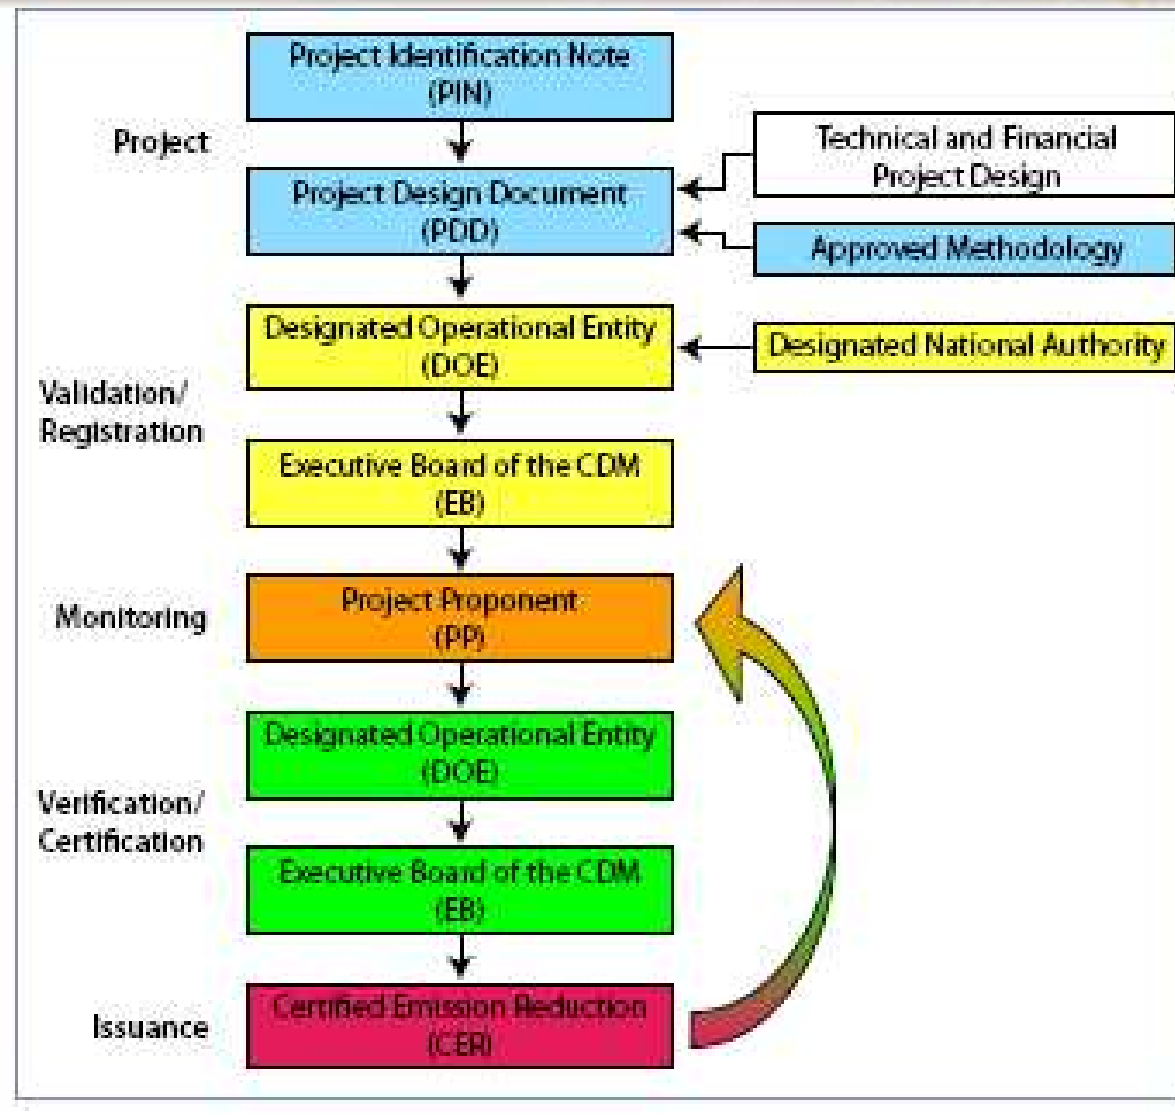 Project Identification Note
(PIN)
Project
Technical and Financial
Project Design
Project Design Document
(PDD)
Approved Methodology
Designated Operational Entity
(DOE)
Designated National Authority
Validation/
Registration
Executive Board of the CDM
(EB)
Monitoring
Project Proponent
(PP)
Designated Operational Entity
(DOE)
Verification/
Certification
Executive Board of the CDM
(EB)
Issuance
Certified Emission Reduction
(CER)